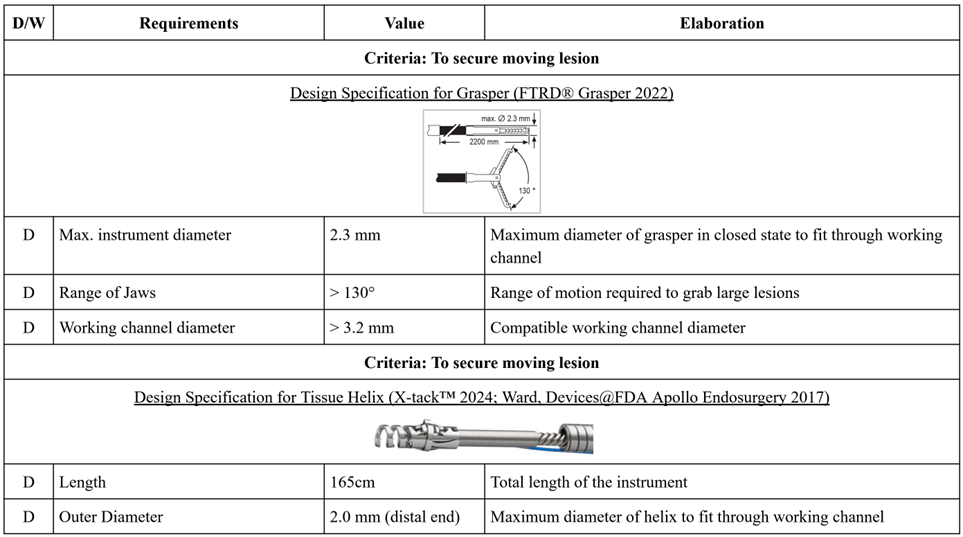 D/W Requirements Value Elaboration
Criteria: To secure moving lesion
Design Specification for Grasper (FTRD® Grasper 2022)
max. Ø 2.3 mm
2200 mm
130 °
D Max. instrument diameter 2.3 mm Maximum diameter of grasper in closed state to fit through working
channel
D Range of Jaws > 130° Range of motion required to grab large lesions
D Working channel diameter > 3.2 mm Compatible working channel diameter
Criteria: To secure moving lesion
Design Specification for Tissue Helix (X-tack™ 2024; Ward, Devices@FDA Apollo Endosurgery 2017)
D Length 165cm Total length of the instrument
D Outer Diameter 2.0 mm (distal end) Maximum diameter of helix to fit through working channel